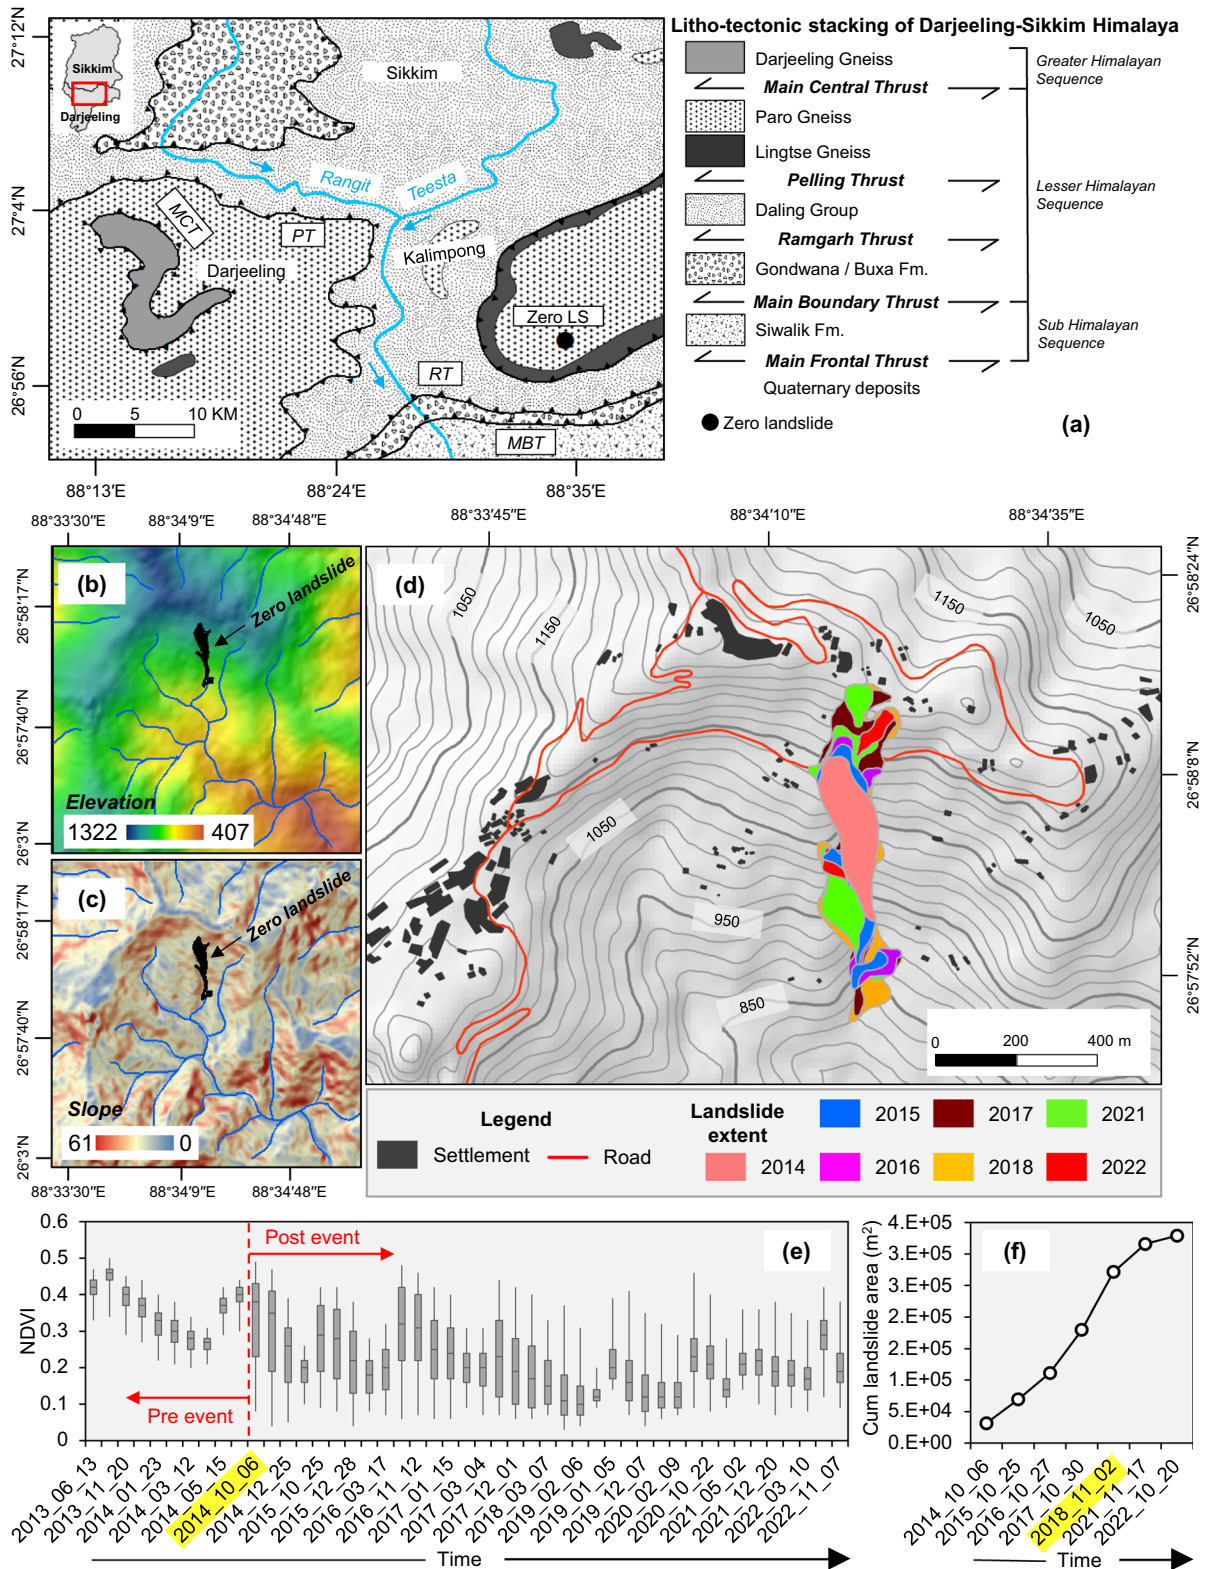 Litho-tectonic stacking of Darjeeling-Sikkim Himalaya
27°12′N
27°4′N
26°56′N
Sikkim
Darjeeling
Sikkim
Rangit
Teesta
MCT
PT
Kalimpong
Darjeeling
Zero LS
RT
MBT
0 5 10 KM
88°13′E
88°24′E
88°35′E
Darjeeling Gneiss
Main Central Thrust
Paro Gneiss
Lingtse Gneiss
Pelling Thrust
Daling Group
Ramgarh Thrust
Gondwana / Buxa Fm.
Main Boundary Thrust
Siwalik Fm.
Main Frontal Thrust
Quaternary deposits
Zero landslide
Greater Himalayan
Sequence
Lesser Himalayan
Sequence
Sub Himalayan
Sequence
(a)
88°33′30″E
88°34′9″E
88°34′48″E
26°58′17″N
26°57′40″N
26°3′N
(b)
Zero landslide
Elevation
1322
407
26°58′17″N
26°57′40″N
26°3′N
(c)
Zero landslide
Slope
61
0
88°33′30″E
88°34′9″E
88°34′48″E
88°33′45″E
88°34′10″E
88°34′35″E
26°58′24″N
26°58′8″N
26°57′52″N
(d)
1050
1150
1150
1050
1050
950
850
0 200 400 m
Legend
Settlement
Road
Landslide
extent
2014
2015
2016
2017
2018
2021
2022
(e)
NDVI
0.6
0.5
0.4
0.3
0.2
0.1
0
Post event
Pre event
2013_06_13
2013_11_20
2014_01_23
2014_03_12
2014_05_15
2014_10_06
2014_12_25
2015_10_25
2015_12_28
2016_03_17
2016_11_12
2017_01_15
2017_03_04
2017_12_01
2018_03_07
2019_02_06
2019_01_05
2019_12_07
2020_02_09
2020_10_22
2021_05_02
2021_12_20
2022_03_10
2022_11_07
Time
(f)
Cum landslide area (m²)
4.E+05
3.E+05
3.E+05
2.E+05
2.E+05
1.E+05
5.E+04
0.E+00
2014_10_06
2015_10_25
2016_10_27
2017_10_30
2018_11_02
2021_11_17
2022_10_20
Time